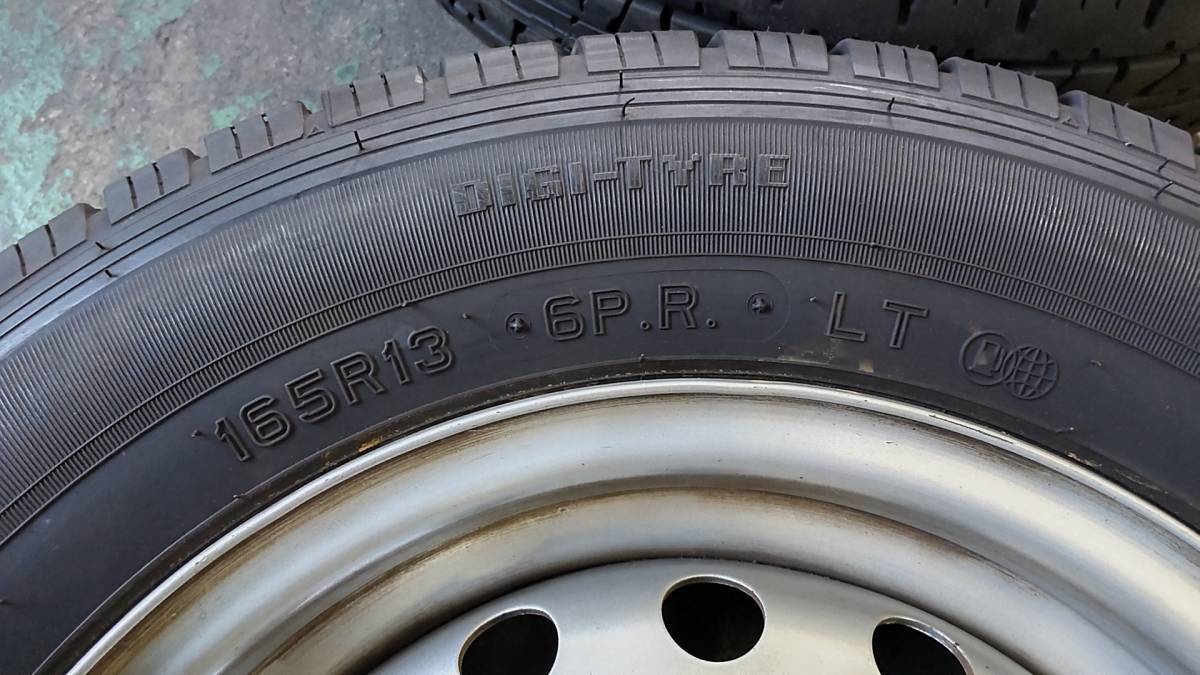 DIGI-TYRE
165R13 6P.R. LT